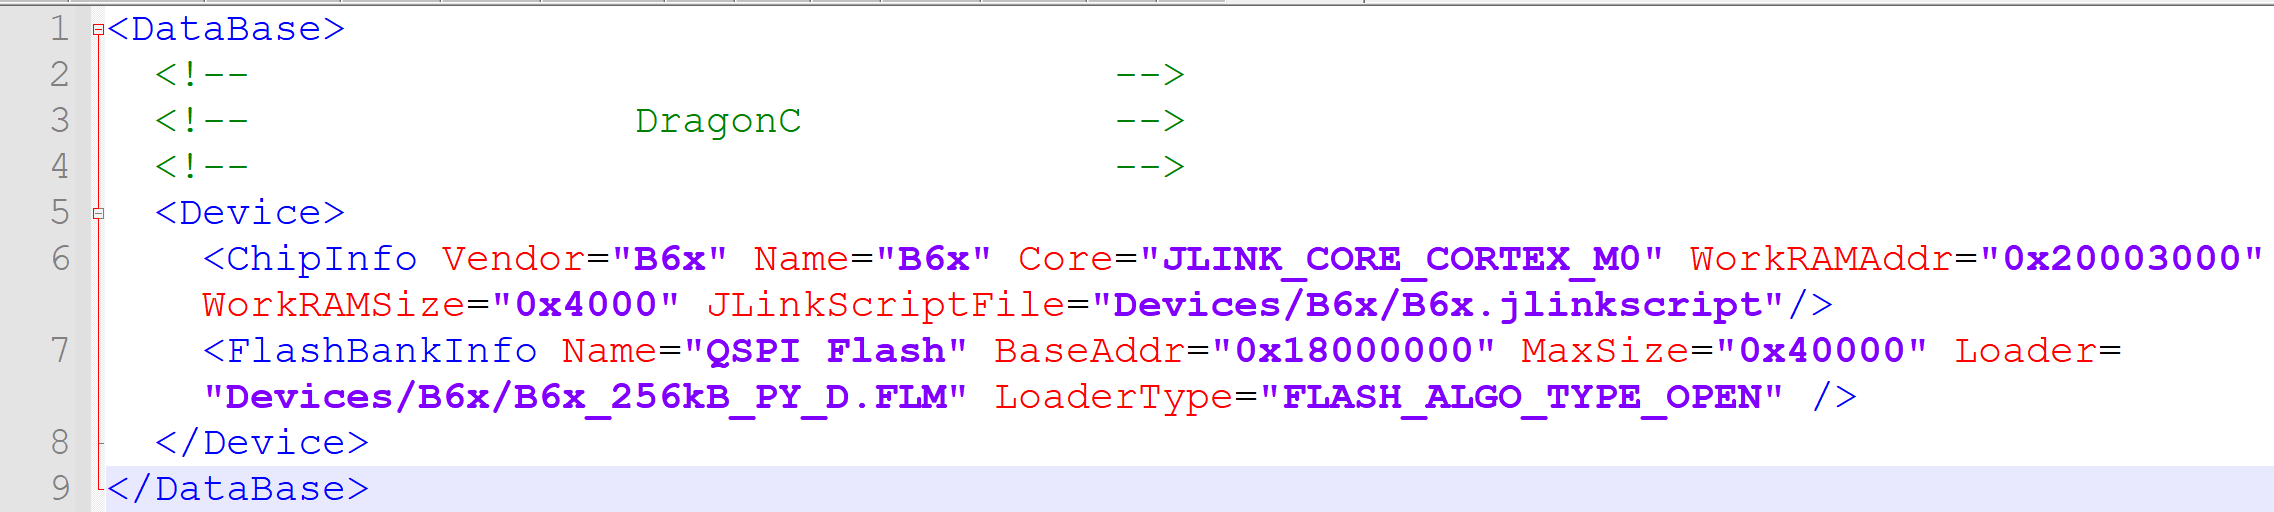 1 <DataBase>
2 <!-- -->
3 <!-- DragonC -->
4 <!-- -->
5 <Device>
6 <ChipInfo Vendor="B6x" Name="B6x" Core="JLINK_CORE_CORTEX_M0" WorkRAMAddr="0x20003000"
WorkRAMSize="0x4000" JLinkScriptFile="Devices/B6x/B6x.jlinkscript"/>
7 <FlashBankInfo Name="QSPI Flash" BaseAddr="0x18000000" MaxSize="0x40000" Loader=
"Devices/B6x/B6x_256kB_PY_D.FLM" LoaderType="FLASH_ALGO_TYPE_OPEN" />
8 </Device>
9 </DataBase>